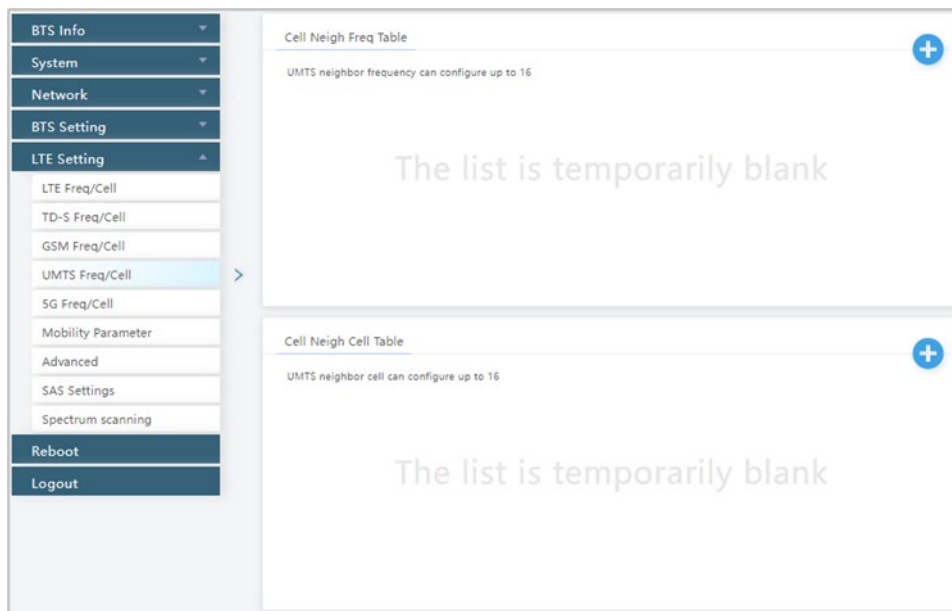 BTS Info
System
Network
BTS Setting
LTE Setting
LTE Freq/Cell
TD-S Freq/Cell
GSM Freq/Cell
UMTS Freq/Cell
5G Freq/Cell
Mobility Parameter
Advanced
SAS Settings
Spectrum scanning
Reboot
Logout
Cell Neigh Freq Table
UMTS neighbor frequency can configure up to 16
The list is temporarily blank
Cell Neigh Cell Table
UMTS neighbor cell can configure up to 16
The list is temporarily blank